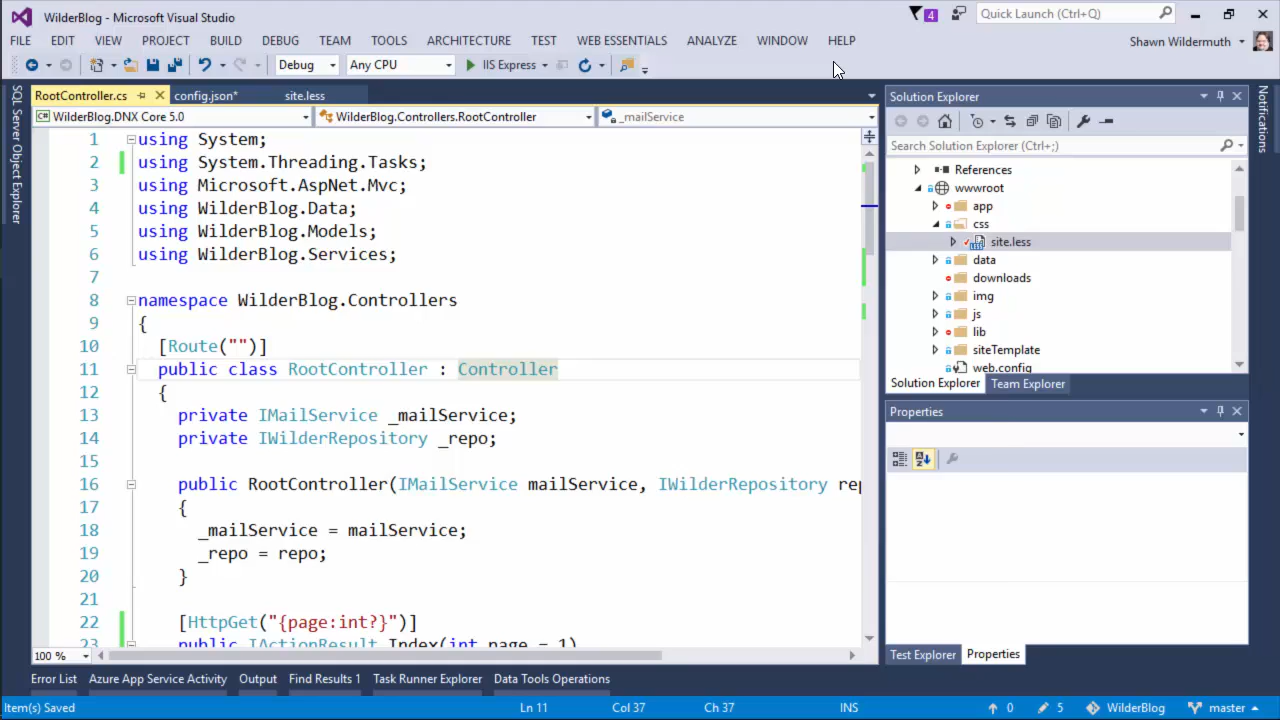 WilderBlog - Microsoft Visual Studio
4
Quick Launch (Ctrl+Q)
FILE EDIT VIEW PROJECT BUILD DEBUG TEAM TOOLS ARCHITECTURE TEST WEB ESSENTIALS ANALYZE WINDOW HELP
Shawn Wildermuth
Debug Any CPU IIS Express
SQL Server Object Explorer
RootController.cs config.json* site.less
WilderBlog.DNX Core 5.0 WilderBlog.Controllers.RootController _mailService
1 using System;
2 using System.Threading.Tasks;
3 using Microsoft.AspNet.Mvc;
4 using WilderBlog.Data;
5 using WilderBlog.Models;
6 using WilderBlog.Services;
7
8 namespace WilderBlog.Controllers
9 {
10 [Route("")]
11 public class RootController : Controller
12 {
13 private IMailService _mailService;
14 private IWilderRepository _repo;
15
16 public RootController(IMailService mailService, IWilderRepository rep
17 {
18 _mailService = mailService;
19 _repo = repo;
20 }
21
22 [HttpGet("{page:int?}")]
23 public IActionResult Index(int page = 1)
100 %
Solution Explorer
Search Solution Explorer (Ctrl+;)
References
wwwroot
app
css
site.less
data
downloads
img
js
lib
siteTemplate
web.config
Solution Explorer Team Explorer
Properties
Test Explorer Properties
Notifications
Error List Azure App Service Activity Output Find Results 1 Task Runner Explorer Data Tools Operations
Item(s) Saved Ln 11 Col 37 Ch 37 INS 0 5 WilderBlog master